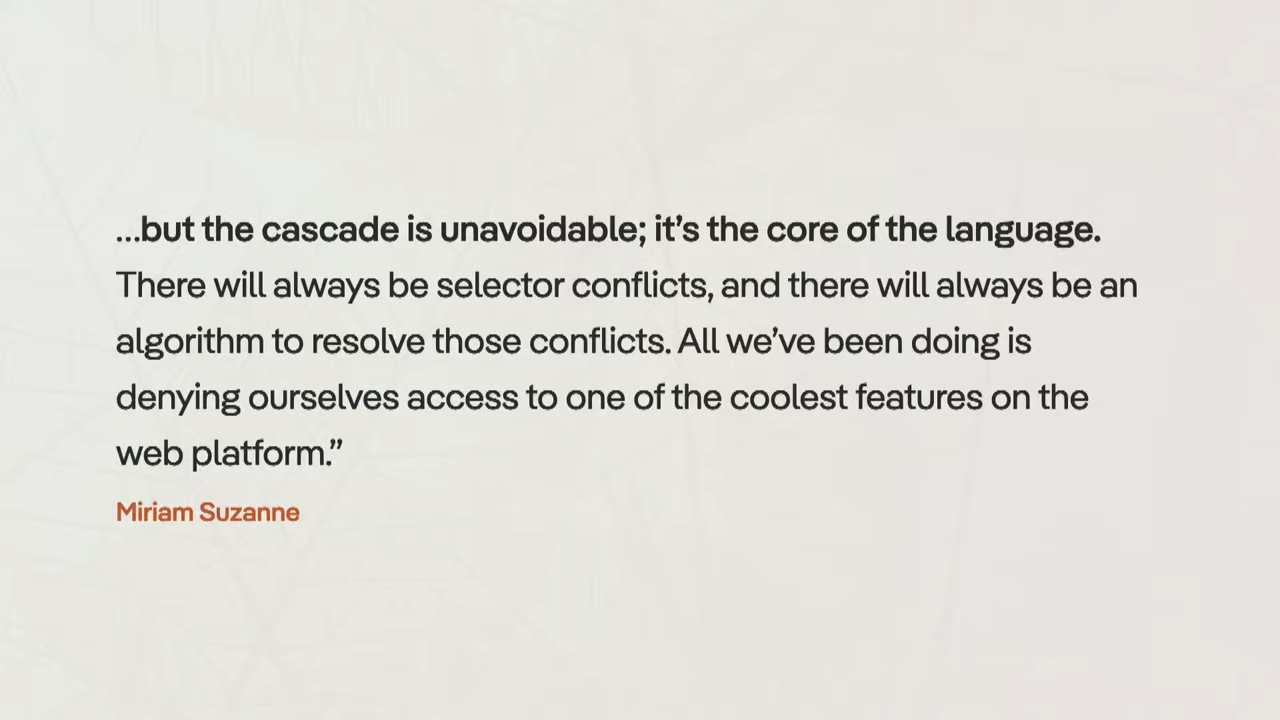 …but the cascade is unavoidable; it’s the core of the language.
There will always be selector conflicts, and there will always be an
algorithm to resolve those conflicts. All we’ve been doing is
denying ourselves access to one of the coolest features on the
web platform.”
Miriam Suzanne